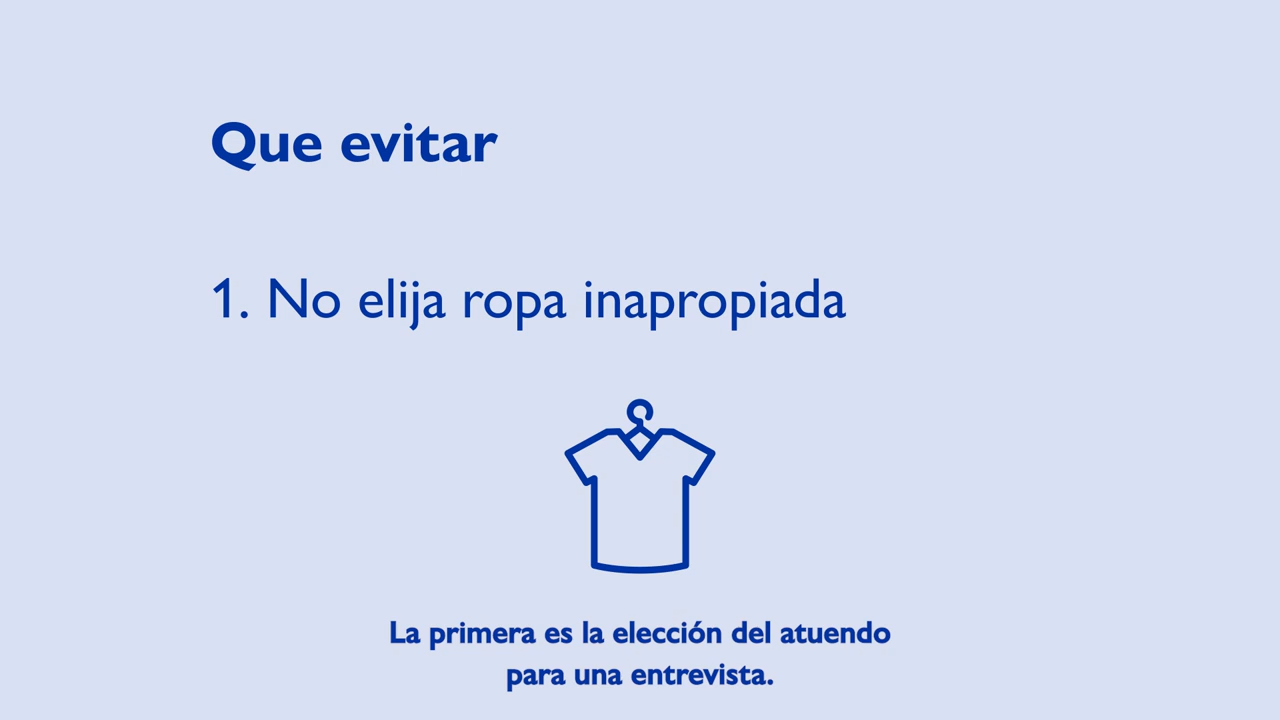 Que evitar
1. No elija ropa inapropiada
La primera es la elección del atuendo
para una entrevista.